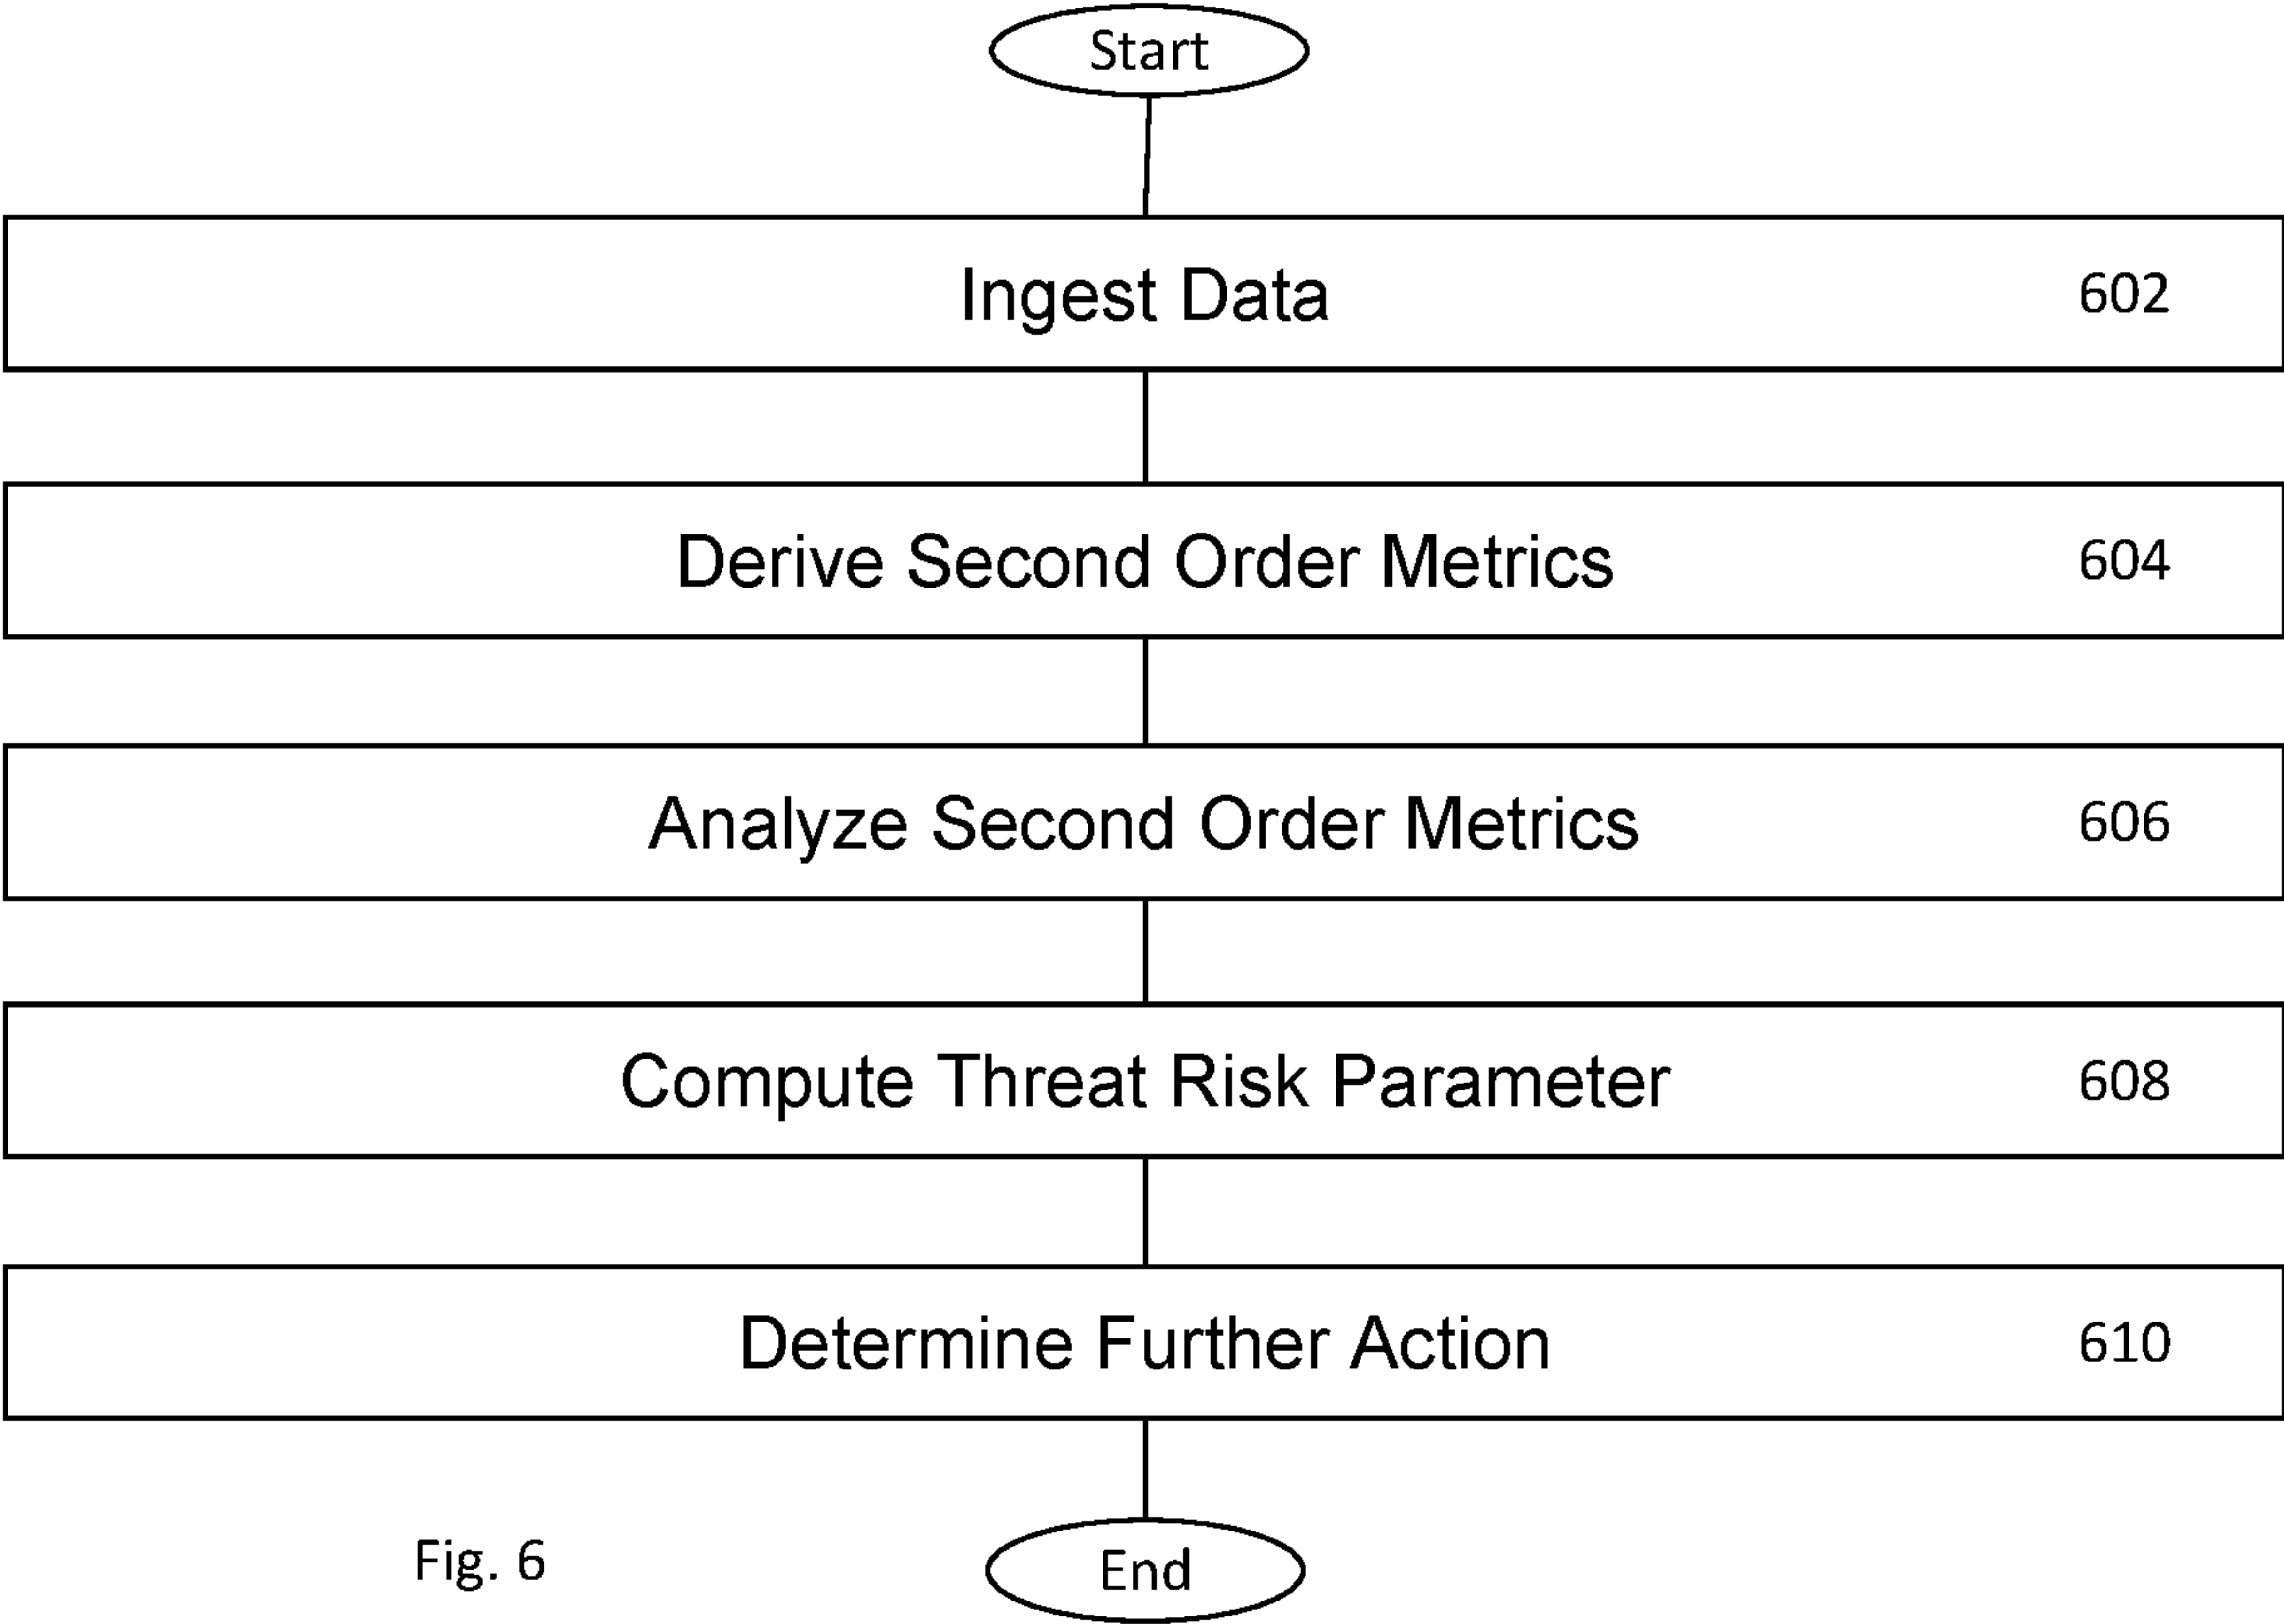 Start
Ingest Data 602
Derive Second Order Metrics 604
Analyze Second Order Metrics 606
Compute Threat Risk Parameter 608
Determine Further Action 610
Fig. 6
End